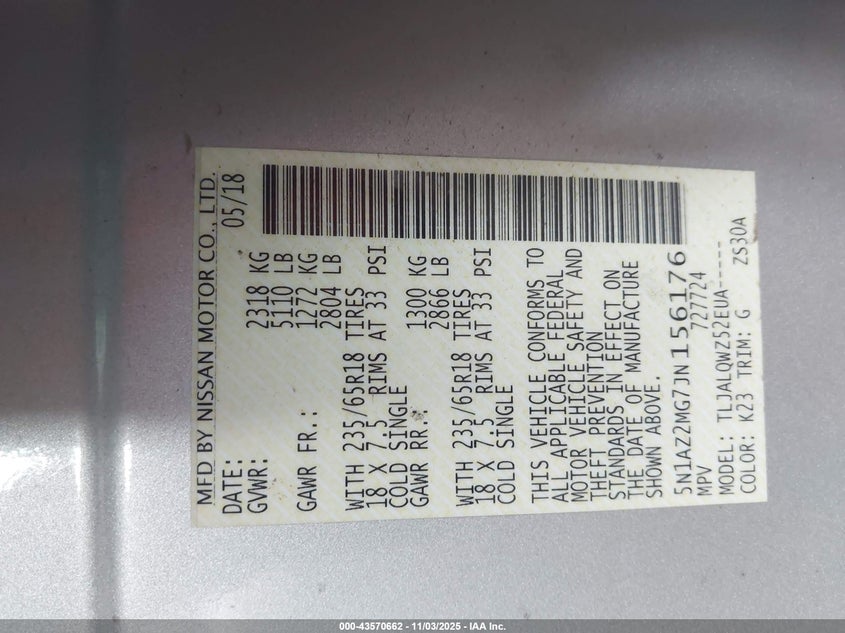 MFD BY NISSAN MOTOR CO., LTD.
DATE: 05/18
GVWR: 2318 KG
5110 LB
GAWR FR.: 1272 KG
2804 LB
WITH 235/65R18 TIRES
18 X 7.5 RIMS AT 33 PSI
COLD SINGLE
GAWR RR.: 1300 KG
2866 LB
WITH 235/65R18 TIRES
18 X 7.5 RIMS AT 33 PSI
COLD SINGLE
THIS VEHICLE CONFORMS TO
ALL APPLICABLE FEDERAL
MOTOR VEHICLE SAFETY AND
THEFT PREVENTION
STANDARDS IN EFFECT ON
THE DATE OF MANUFACTURE
SHOWN ABOVE.
5N1AZ2MG7JN156176
MPV 727724
MODEL: TLJALQWZ52EUA-----
COLOR: K23 TRIM: G ZS30A
000-43570662 - 11/03/2025 - IAA Inc.